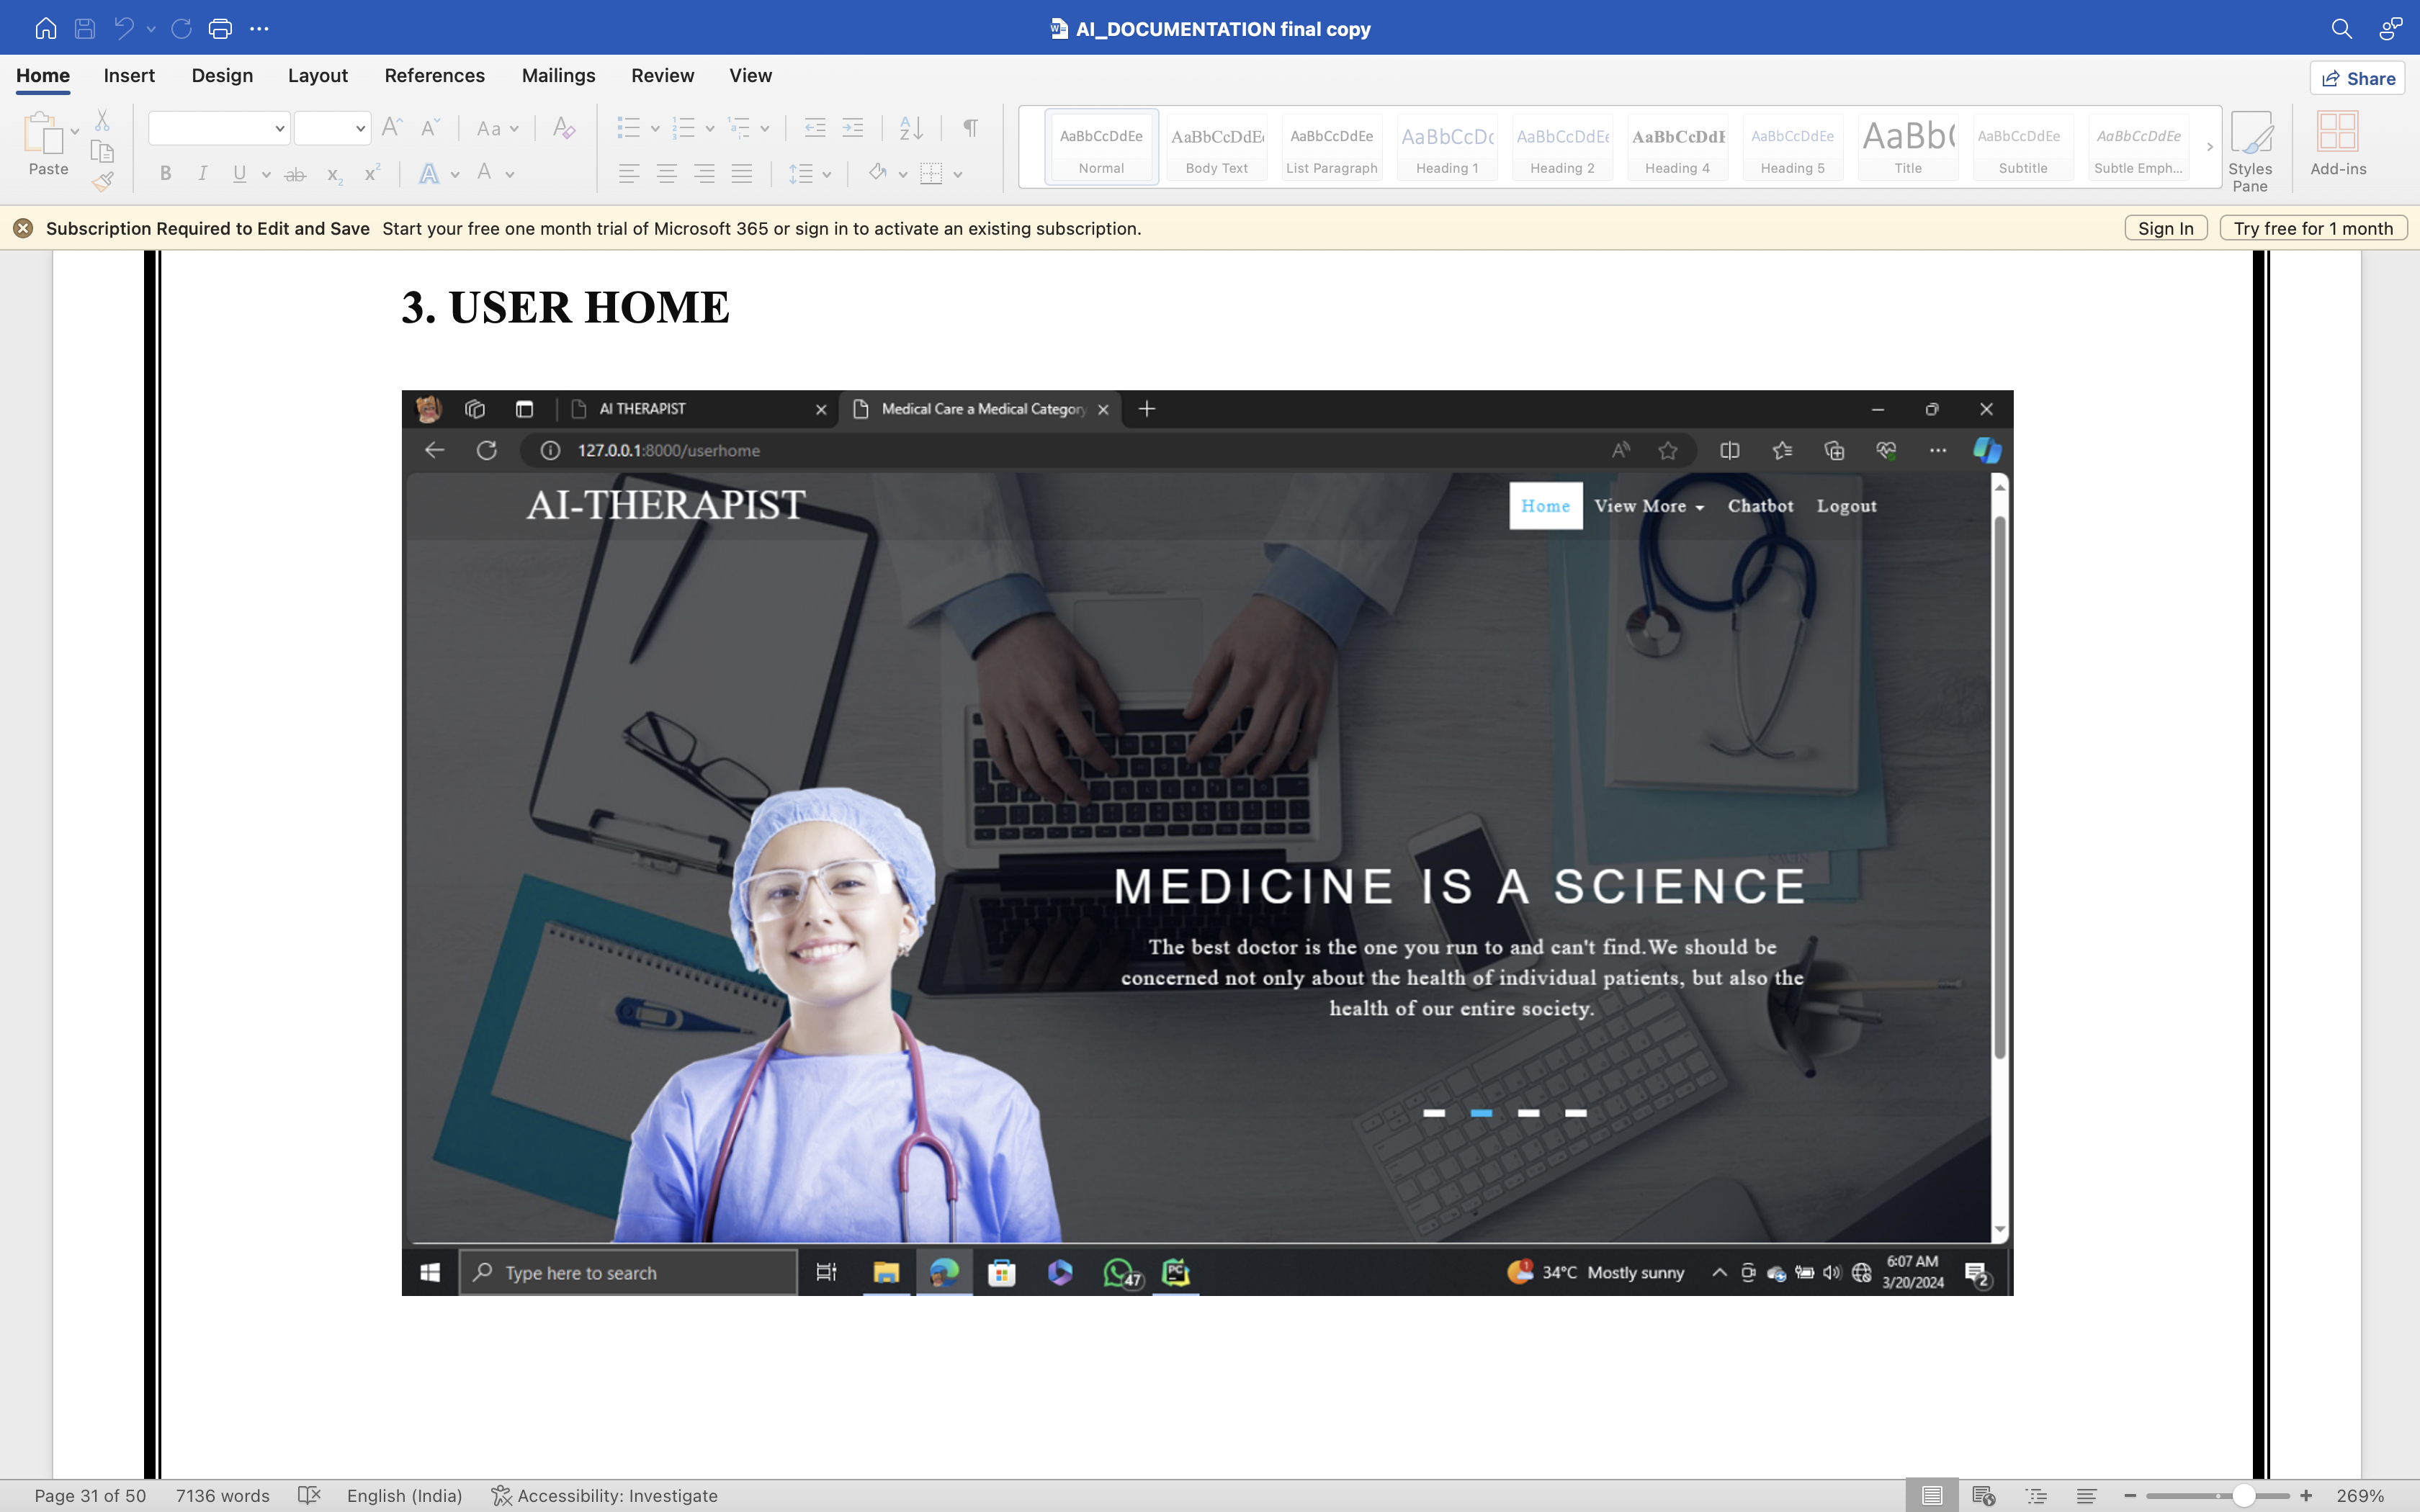 AI_DOCUMENTATION final copy
Home Insert Design Layout References Mailings Review View
Share
Paste
AaBbCcDdEe Normal
AaBbCcDdE Body Text
AaBbCcDdEe List Paragraph
AaBbCcDc Heading 1
AaBbCcDdEe Heading 2
AaBbCcDdE Heading 4
AaBbCcDdEe Heading 5
AaBb( Title
AaBbCcDdEe Subtitle
AaBbCcDdEe Subtle Emph...
Styles Pane
Add-ins
Subscription Required to Edit and Save Start your free one month trial of Microsoft 365 or sign in to activate an existing subscription.
Sign In
Try free for 1 month
3. USER HOME
AI THERAPIST
Medical Care a Medical Category
127.0.0.1:8000/userhome
AI-THERAPIST
Home View More Chatbot Logout
MEDICINE IS A SCIENCE
The best doctor is the one you run to and can't find.We should be
concerned not only about the health of individual patients, but also the
health of our entire society.
Type here to search
47
34°C Mostly sunny
6:07 AM
3/20/2024
2
Page 31 of 50 7136 words English (India) Accessibility: Investigate
269%